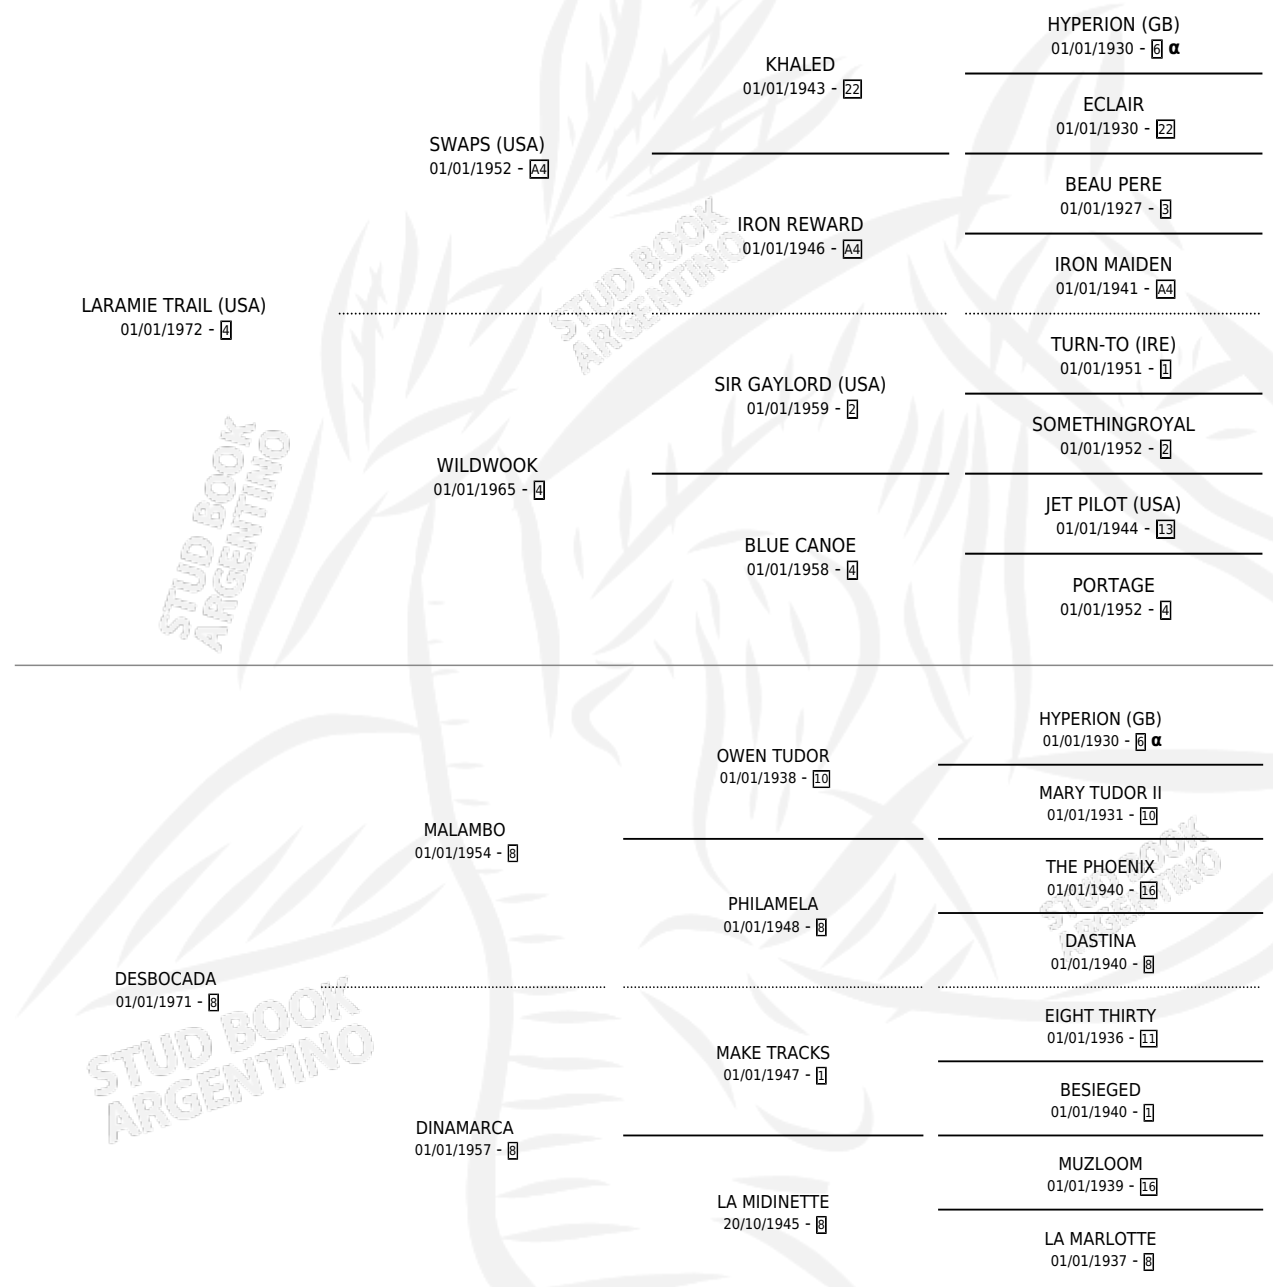 HYPERION (GB)
01/01/1930 - 6 α
KHALED
01/01/1943 - 22
ECLAIR
01/01/1930 - 22
SWAPS (USA)
01/01/1952 - A4
BEAU PERE
01/01/1927 - 3
IRON REWARD
01/01/1946 - A4
IRON MAIDEN
01/01/1941 - A4
STUD BOOK
ARGENTINO
LARAMIE TRAIL (USA)
01/01/1972 - 4
TURN-TO (IRE)
01/01/1951 - 1
SIR GAYLORD (USA)
01/01/1959 - 2
SOMETHINGROYAL
01/01/1952 - 2
WILDWOOK
01/01/1965 - 4
JET PILOT (USA)
01/01/1944 - 13
BLUE CANOE
01/01/1958 - 4
PORTAGE
01/01/1952 - 4
STUD BOOK
ARGENTINO
HYPERION (GB)
01/01/1930 - 6 α
OWEN TUDOR
01/01/1938 - 10
MARY TUDOR II
01/01/1931 - 10
MALAMBO
01/01/1954 - 8
THE PHOENIX
01/01/1940 - 16
PHILAMELA
01/01/1948 - 8
DASTINA
01/01/1940 - 8
STUD BOOK
ARGENTINO
DESBOCADA
01/01/1971 - 8
EIGHT THIRTY
01/01/1936 - 11
MAKE TRACKS
01/01/1947 - 1
BESIEGED
01/01/1940 - 1
DINAMARCA
01/01/1957 - 8
MUZLOOM
01/01/1939 - 16
LA MIDINETTE
20/10/1945 - 8
LA MARLOTTE
01/01/1937 - 8
STUD BOOK
ARGENTINO